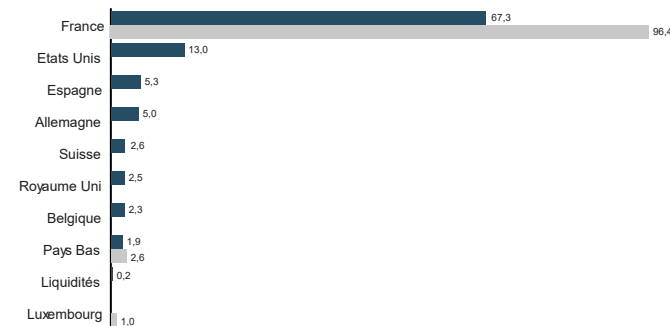 France 67,3
96,4
Etats Unis 13,0
Espagne 5,3
Allemagne 5,0
Suisse 2,6
Royaume Uni 2,5
Belgique 2,3
Pays Bas 1,9
2,6
Liquidités 0,2
Luxembourg 1,0